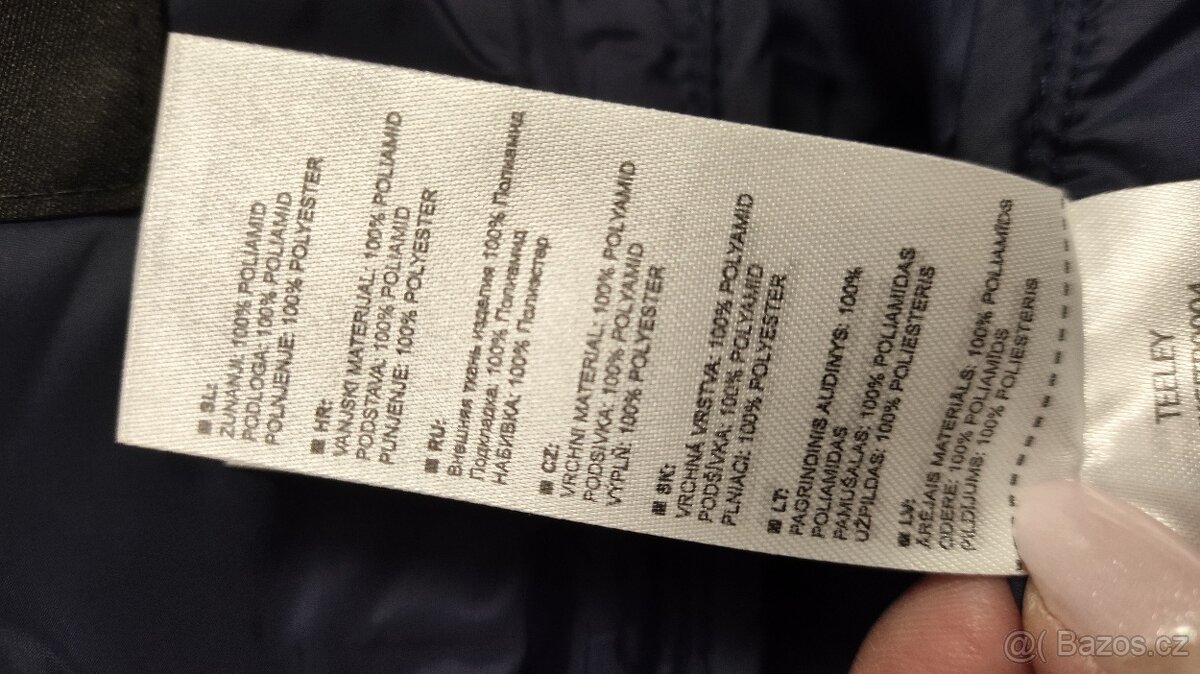 SL:
ZUNANJI: 100% POLIAMID
PODLOGA: 100% POLIAMID
POLNJENJE: 100% POLYESTER
HR:
VANJSKI MATERIJAL: 100% POLIAMID
PODSTAVA: 100% POLIAMID
PUNJENJE: 100% POLYESTER
RU:
Внешняя ткань изделия 100% Полиамид
Подкладка: 100% Полиамид
НАБИВКА: 100% Полиэстер
CZ:
VRCHNI MATERIAL: 100% POLYAMID
PODSIVKA: 100% POLYAMID
VÝPLŇ: 100% POLYESTER
SK:
VRCHNÁ VRSTVA: 100% POLYAMID
PODŠÍVKA: 100% POLYAMID
PLNIACI: 100% POLYESTER
LT:
PAGRINDINIS AUDINYS: 100%
POLIAMIDAS
PAMUŠALAS: 100% POLIAMIDAS
UŽPILDAS: 100% POLIESTERIS
LV:
ĀRĒJAIS MATERIĀLS: 100% POLIAMĪDS
ODERE: 100% POLIAMĪDS
PILDĪJUMS: 100% POLIESTERIS
TEELEY
Bazos.cz